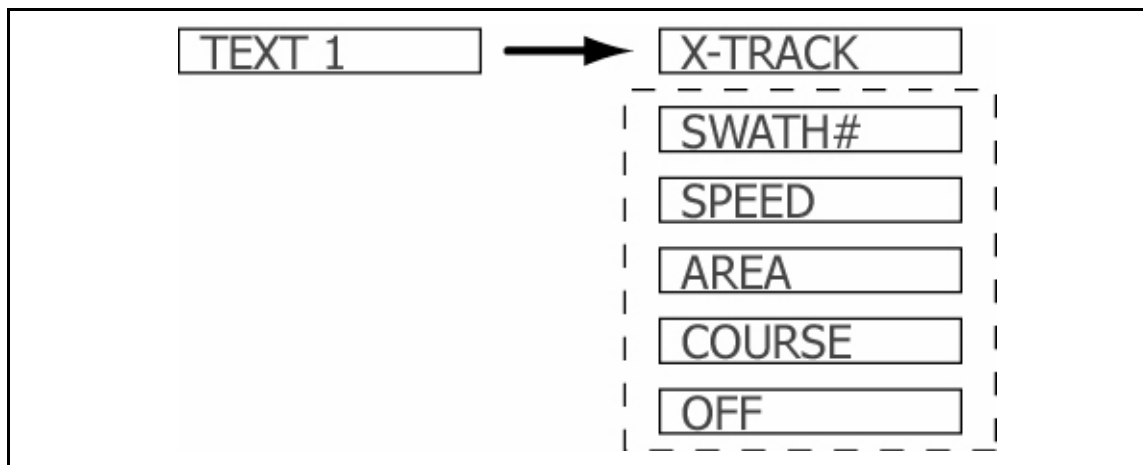 TEXT 1
X-TRACK
SWATH#
SPEED
AREA
COURSE
OFF